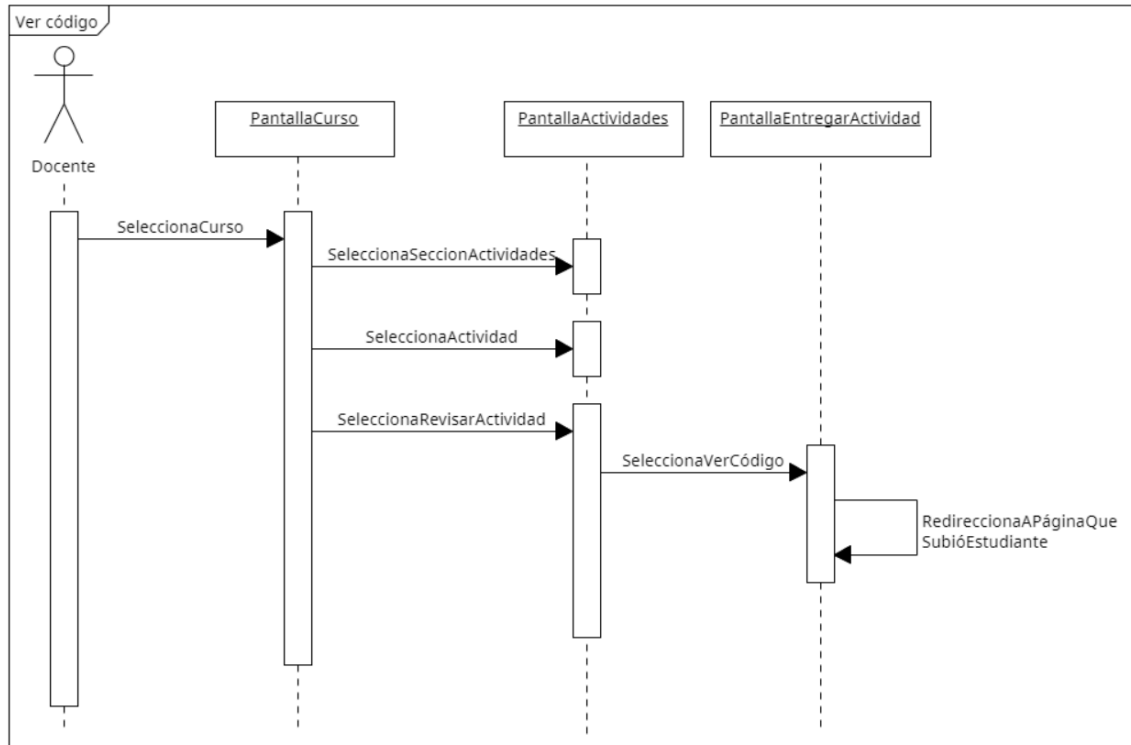 Ver código
PantallaCurso
PantallaActividades
PantallaEntregarActividad
Docente
SeleccionaCurso
SeleccionaSeccionActividades
SeleccionaActividad
SeleccionaRevisarActividad
SeleccionaVerCódigo
RedireccionaAPáginaQue
SubióEstudiante